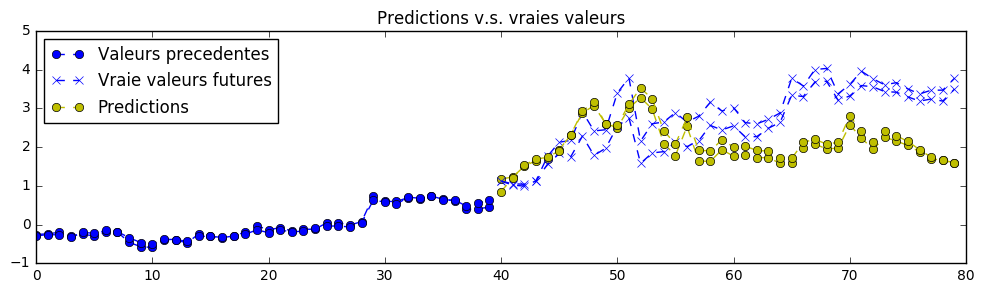 Predictions v.s. vraies valeurs
Valeurs precedentes
Vraie valeurs futures
Predictions
5
4
3
2
1
0
−1
0 10 20 30 40 50 60 70 80